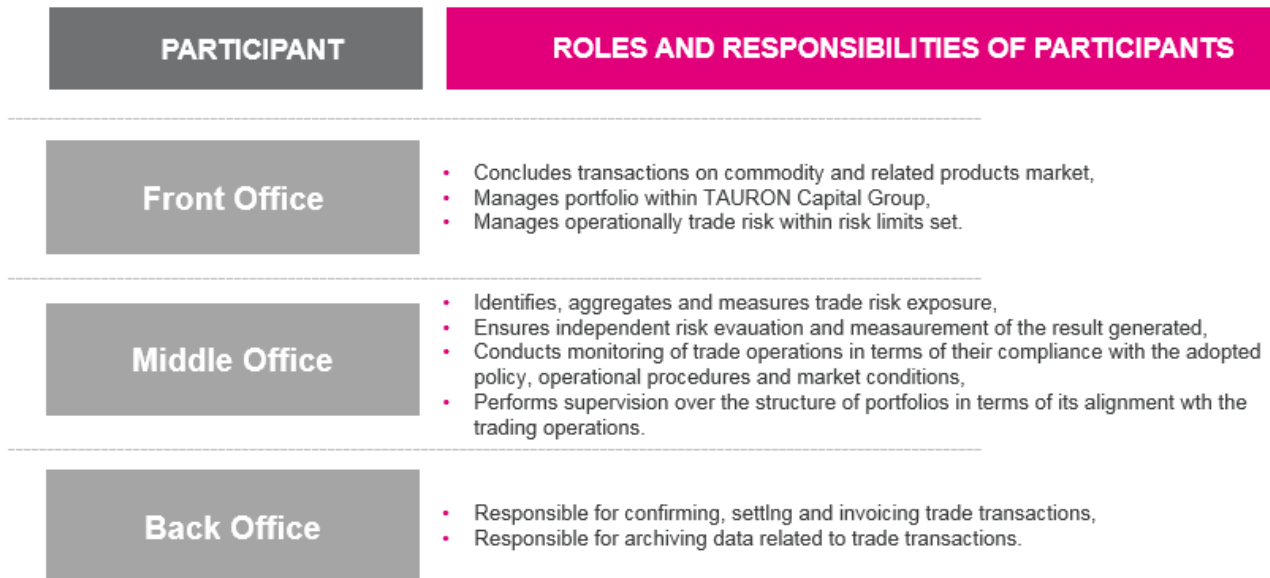 PARTICIPANT
ROLES AND RESPONSIBILITIES OF PARTICIPANTS
Front Office
• Concludes transactions on commodity and related products market,
• Manages portfolio within TAURON Capital Group,
• Manages operationally trade risk within risk limits set.
Middle Office
• Identifies, aggregates and measures trade risk exposure,
• Ensures independent risk evauation and measaurement of the result generated,
• Conducts monitoring of trade operations in terms of their compliance with the adopted
policy, operational procedures and market conditions,
• Performs supervision over the structure of portfolios in terms of its alignment wth the
trading operations.
Back Office
• Responsible for confirming, settlng and invoicing trade transactions,
• Responsible for archiving data related to trade transactions.